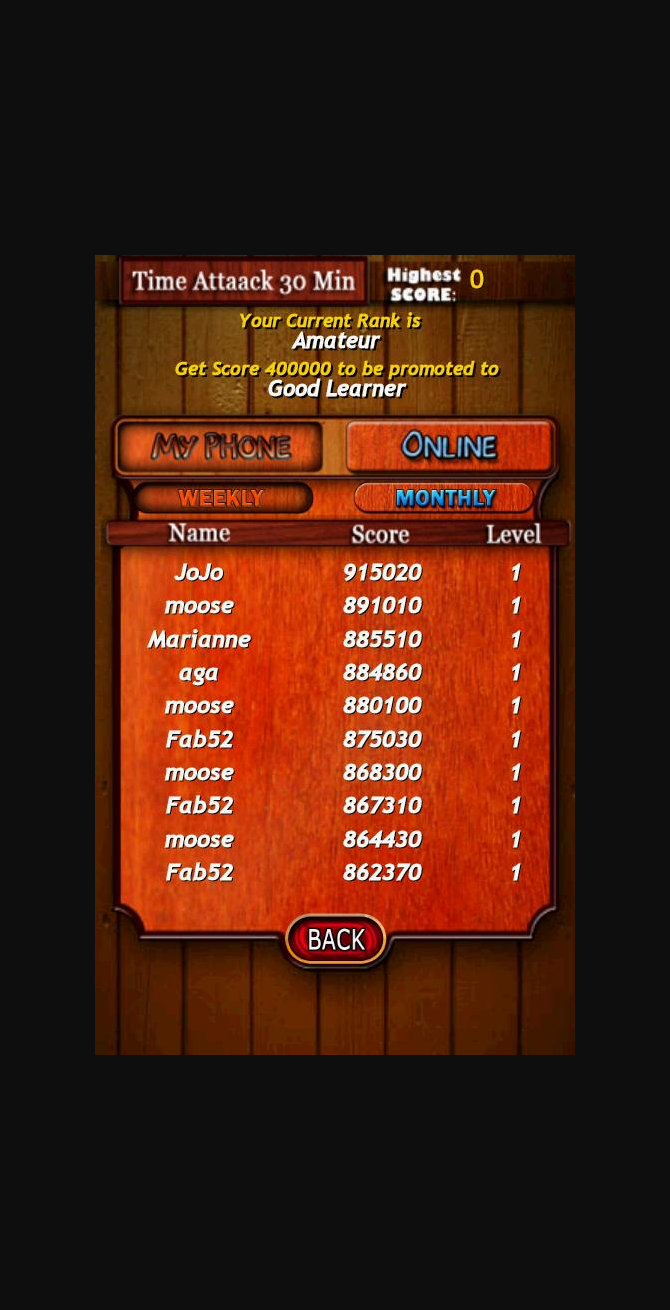 Time Attaack 30 Min
Highest SCORE: 0
Your Current Rank is
Amateur
Get Score 400000 to be promoted to
Good Learner
My Phone Online
WEEKLY MONTHLY
Name Score Level
JoJo 915020 1
moose 891010 1
Marianne 885510 1
aga 884860 1
moose 880100 1
Fab52 875030 1
moose 868300 1
Fab52 867310 1
moose 864430 1
Fab52 862370 1
BACK